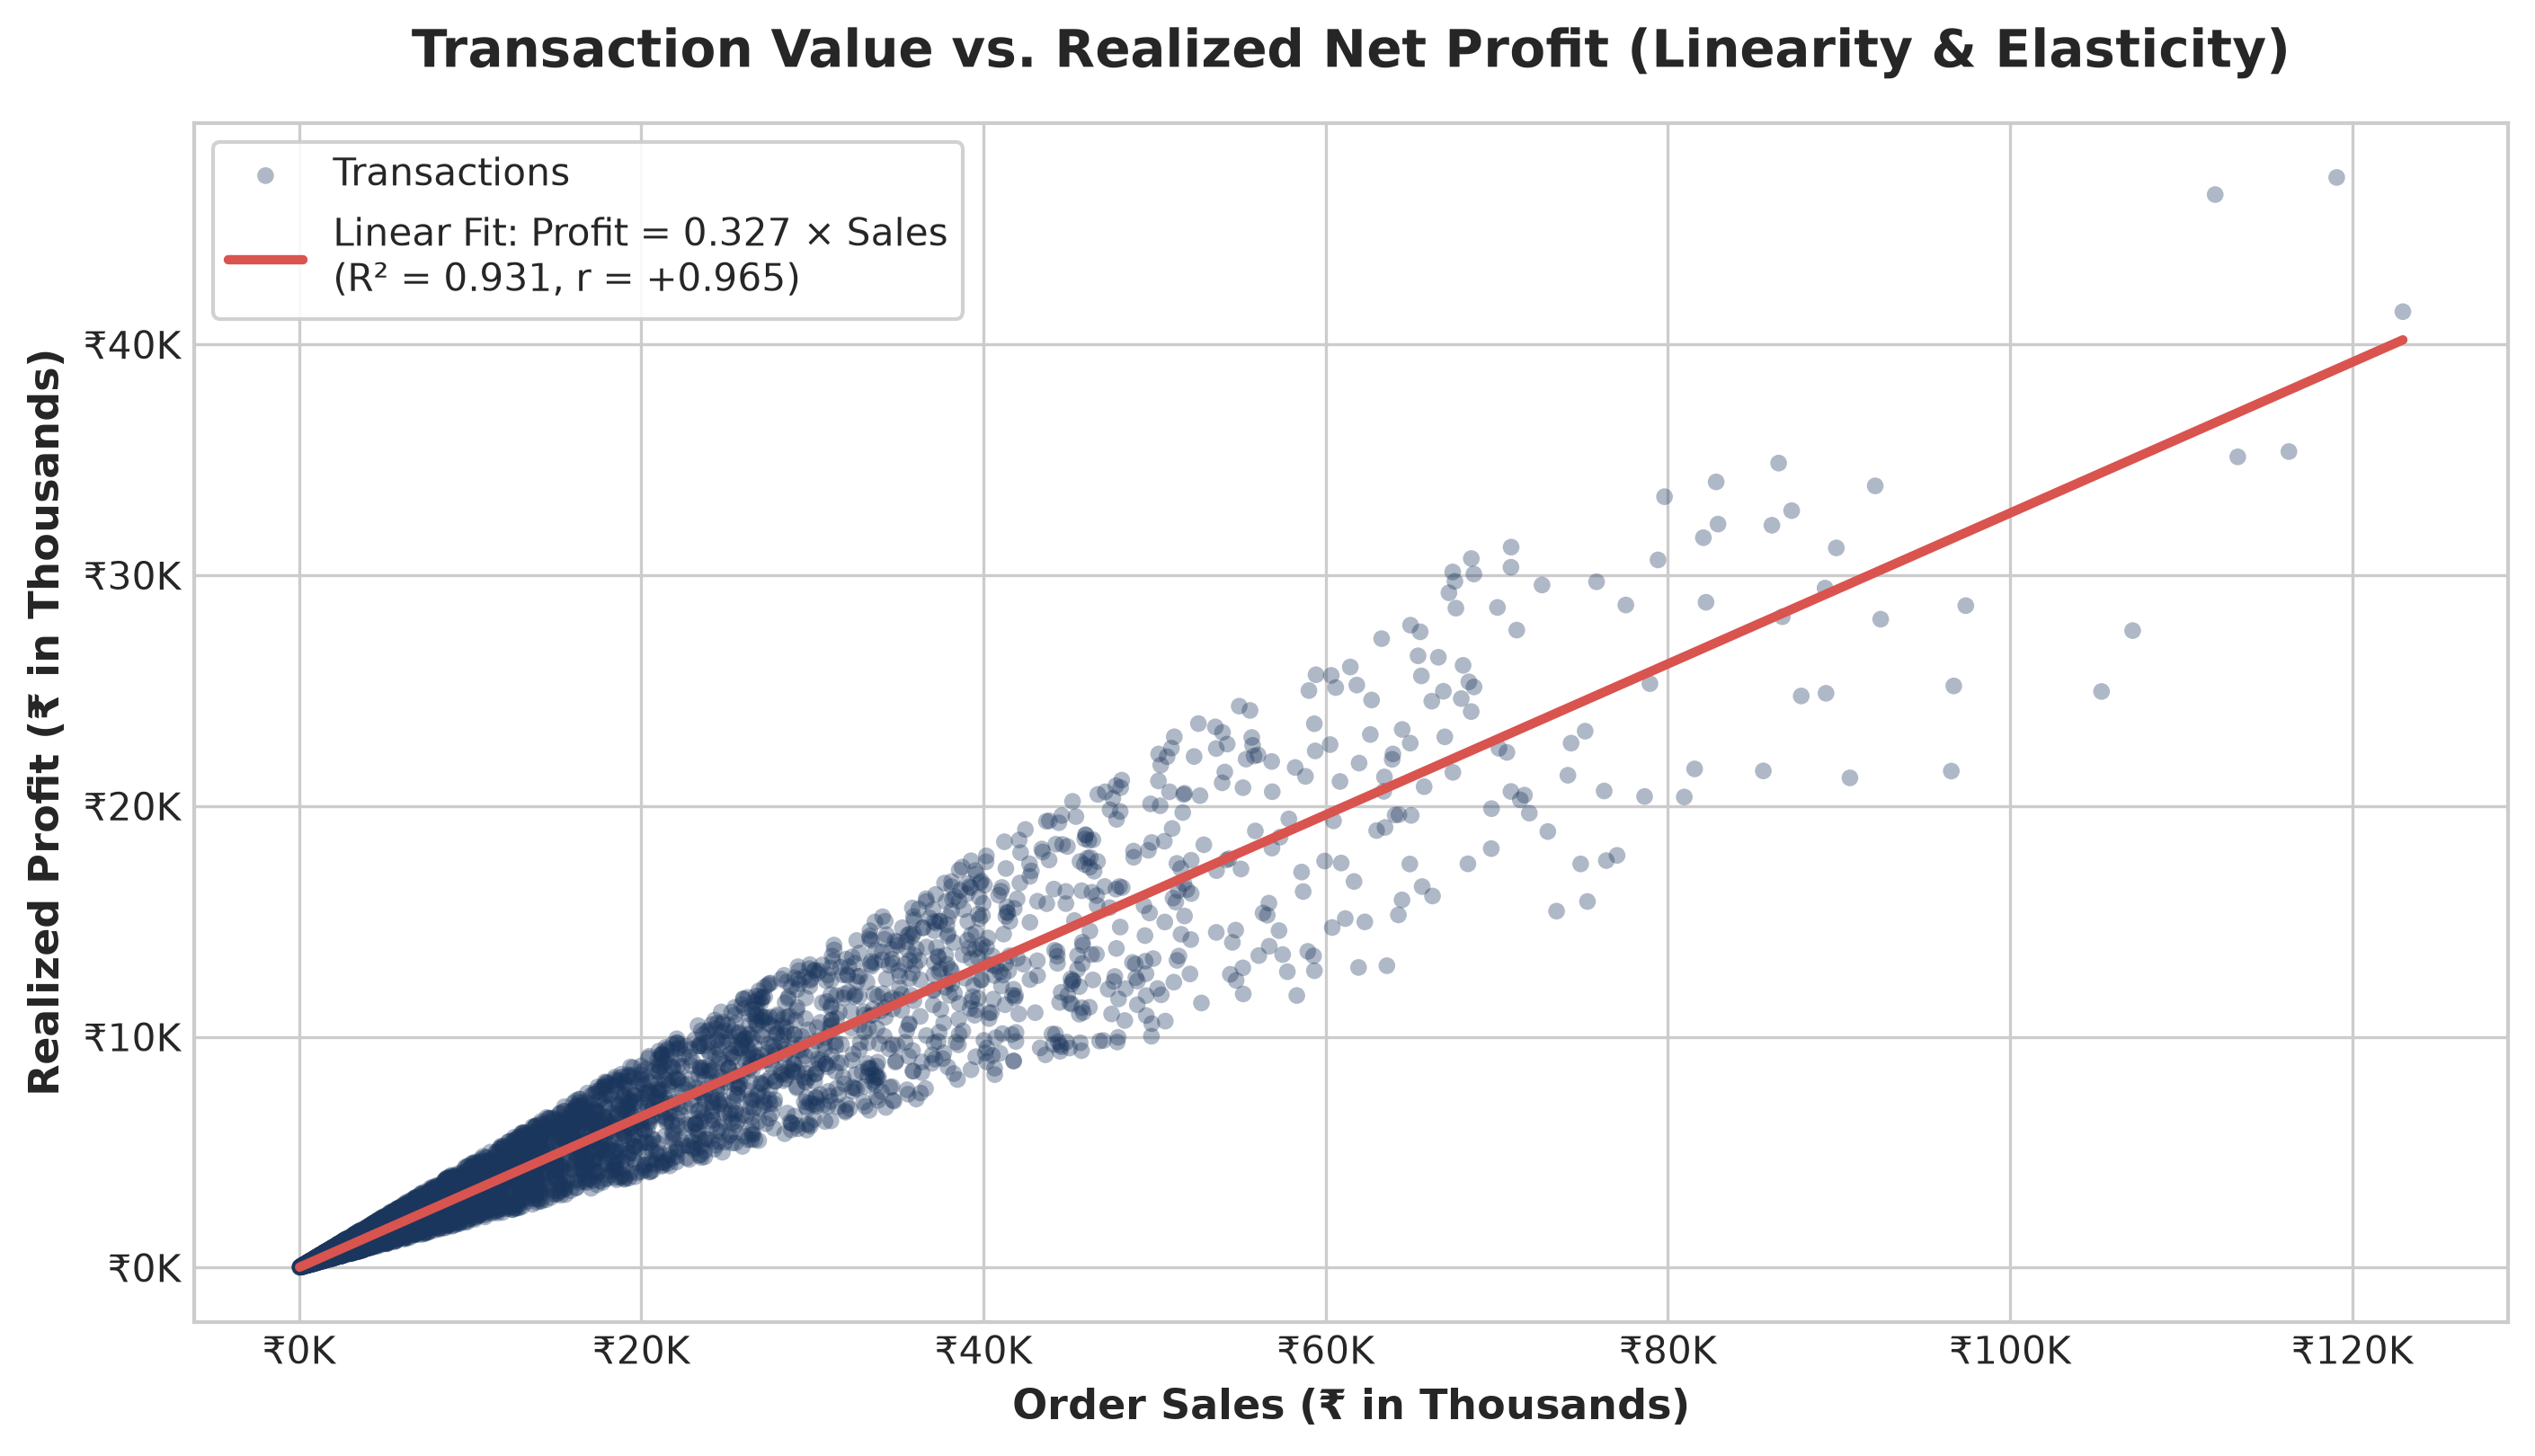 Transaction Value vs. Realized Net Profit (Linearity & Elasticity)
Transactions
Linear Fit: Profit = 0.327 × Sales
(R² = 0.931, r = +0.965)
Realized Profit (₹ in Thousands)
₹40K
₹30K
₹20K
₹10K
₹0K
₹0K ₹20K ₹40K ₹60K ₹80K ₹100K ₹120K
Order Sales (₹ in Thousands)